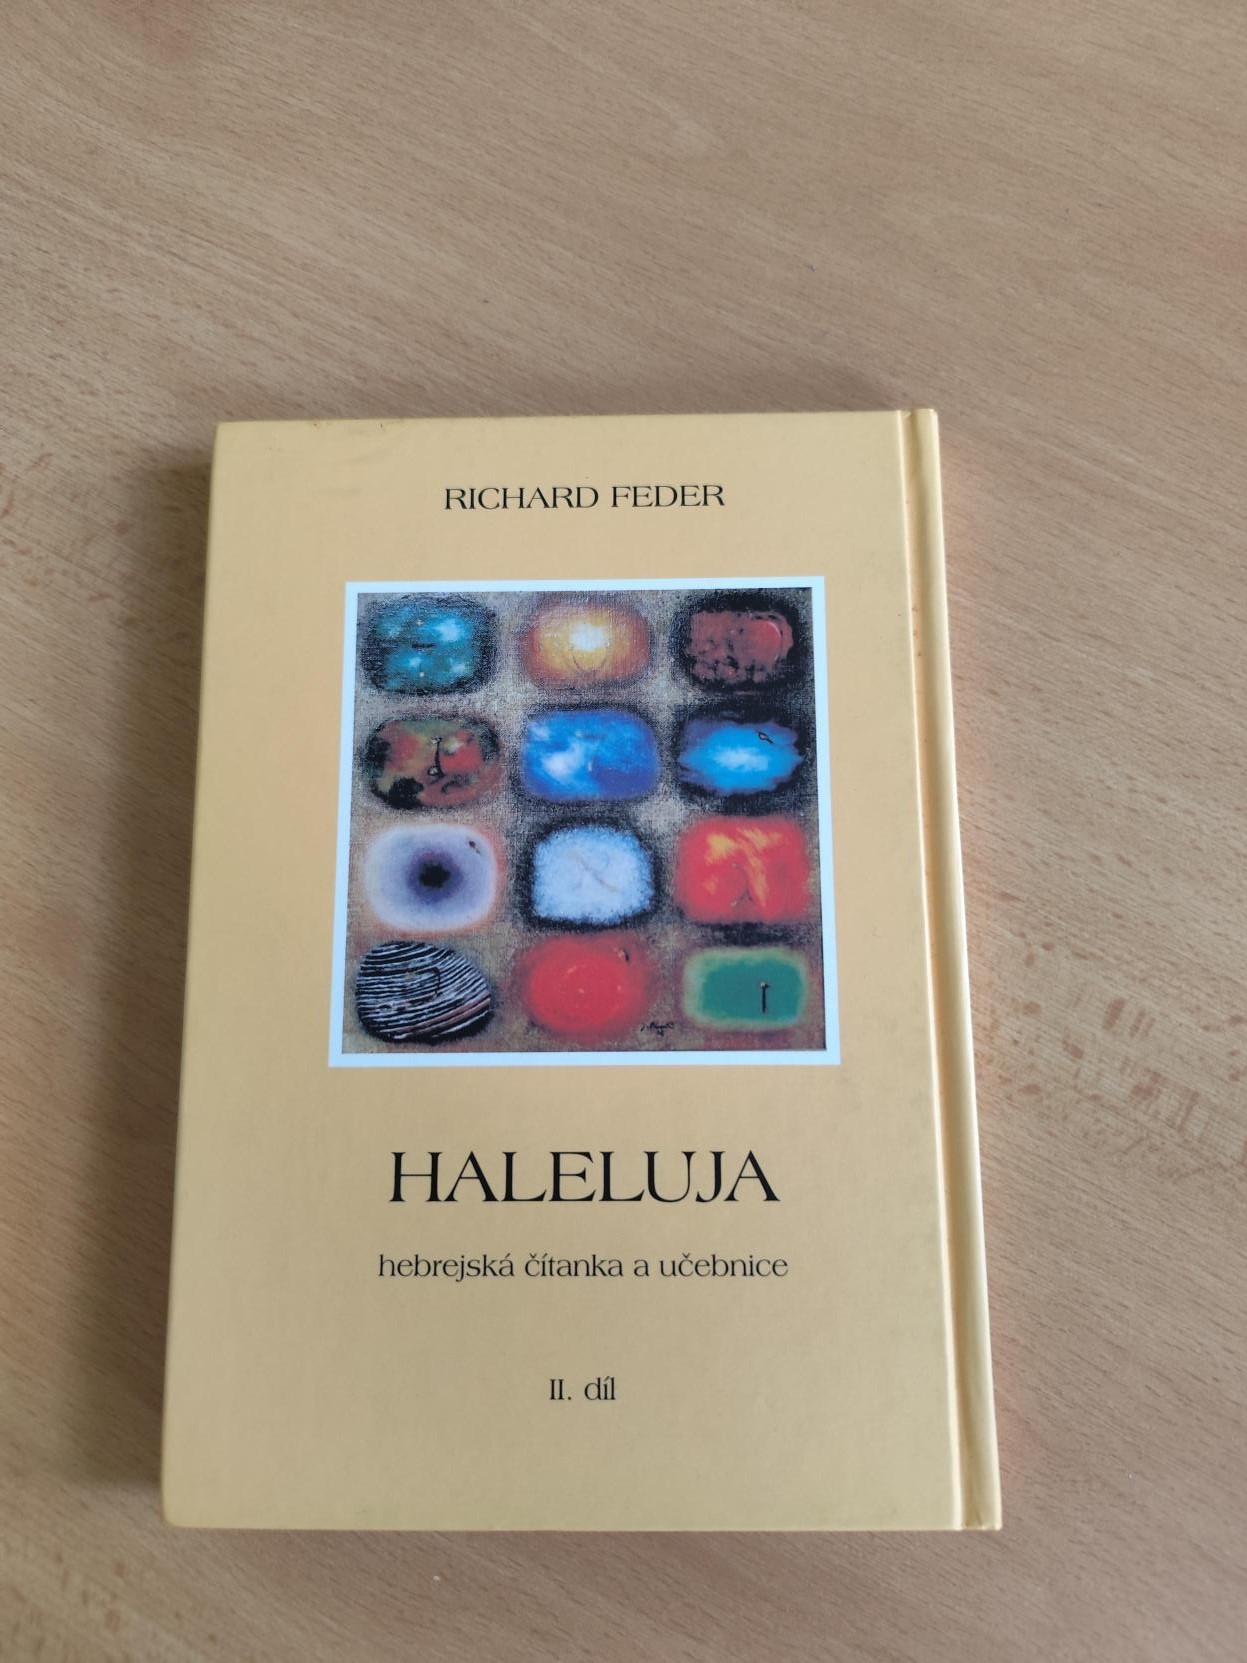 RICHARD FEDER
HALELUJA
hebrejská čítanka a učebnice
II. díl